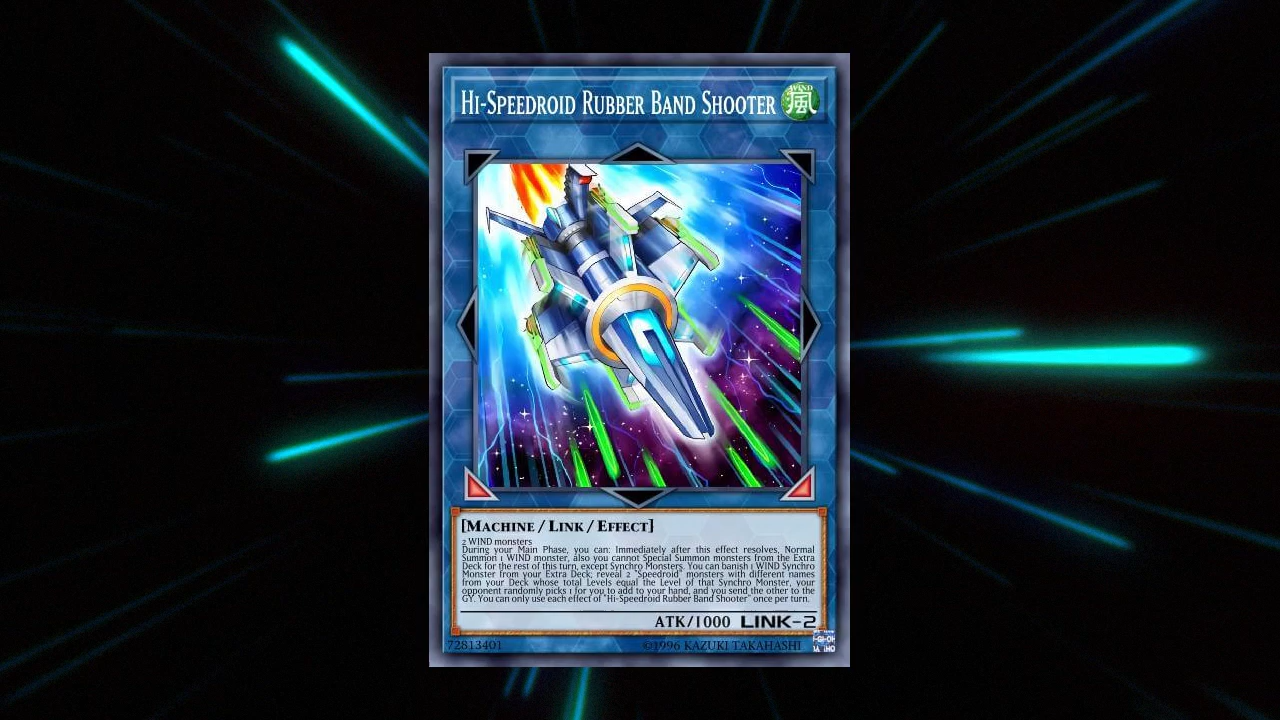 HI-SPEEDROID RUBBER BAND SHOOTER
WIND
風
[MACHINE / LINK / EFFECT]
2 WIND monsters
During your Main Phase, you can: Immediately after this effect resolves, Normal
Summon 1 WIND monster, also you cannot Special Summon monsters from the Extra
Deck for the rest of this turn, except Synchro Monsters. You can banish 1 WIND Synchro
Monster from your Extra Deck; reveal 2 "Speedroid" monsters with different names
from your Deck whose total Levels equal the Level of that Synchro Monster, your
opponent randomly picks 1 for you to add to your hand, and you send the other to the
GY. You can only use each effect of "Hi-Speedroid Rubber Band Shooter" once per turn.
ATK/1000 LINK-2
72813401 ©1996 KAZUKI TAKAHASHI